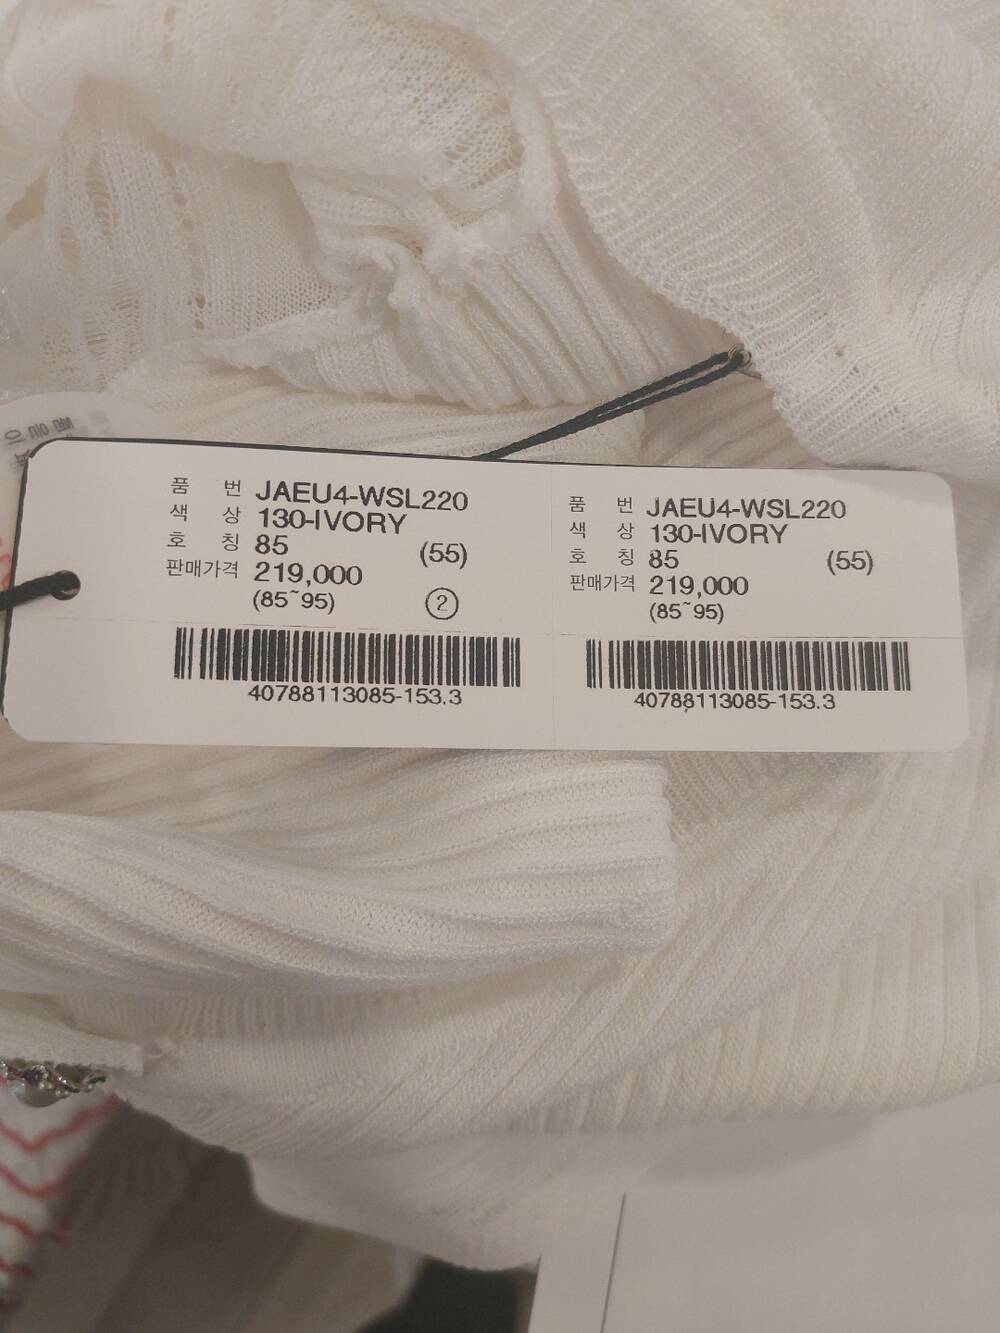 품 번 JAEU4-WSL220
색 상 130-IVORY
호 칭 85 (55)
판매가격 219,000
(85~95) ②
40788113085-153.3
품 번 JAEU4-WSL220
색 상 130-IVORY
호 칭 85 (55)
판매가격 219,000
(85~95)
40788113085-153.3